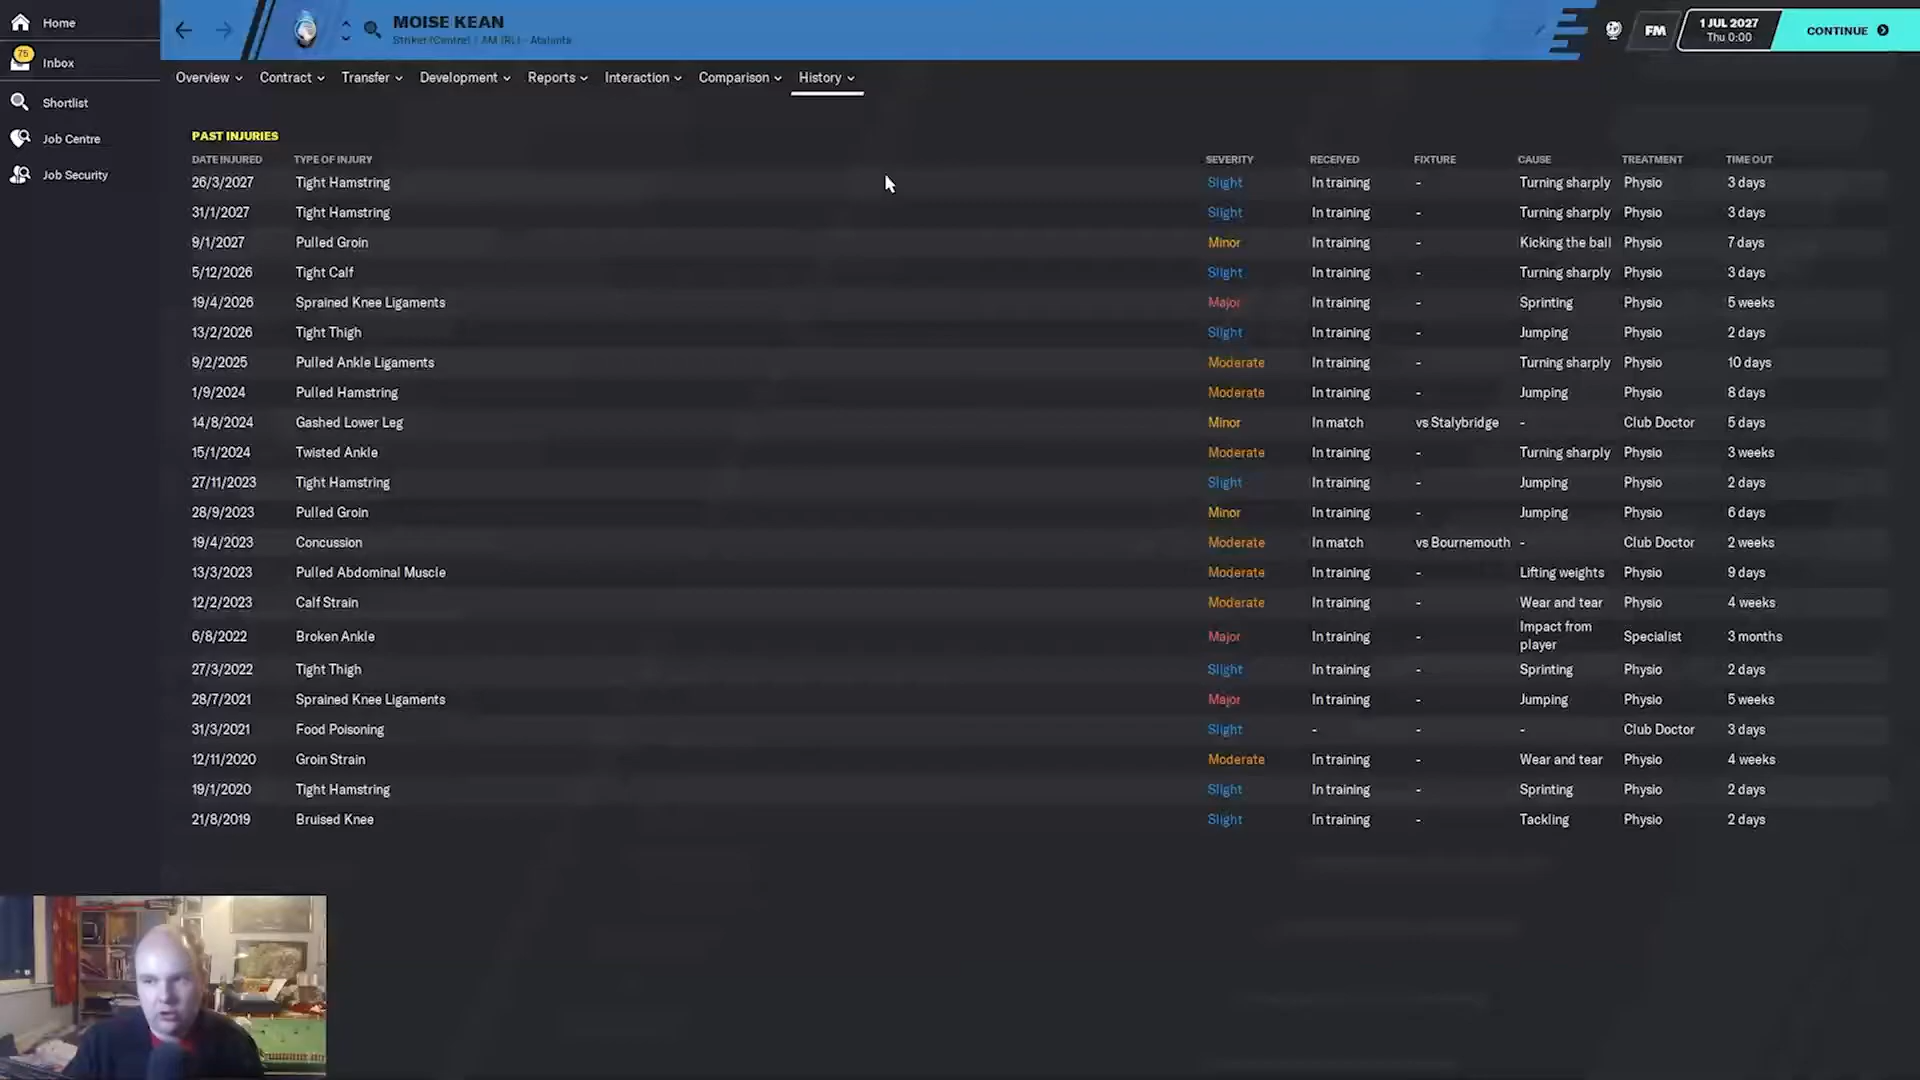 Home
75
Inbox
Shortlist
Job Centre
Job Security
MOISE KEAN
Striker (Centre) | AM (RL) - Atalanta
FM
1 JUL 2027
Thu 0:00
CONTINUE
Overview Contract Transfer Development Reports Interaction Comparison History
PAST INJURIES
DATE INJURED TYPE OF INJURY SEVERITY RECEIVED FIXTURE CAUSE TREATMENT TIME OUT
26/3/2027 Tight Hamstring Slight In training - Turning sharply Physio 3 days
31/1/2027 Tight Hamstring Slight In training - Turning sharply Physio 3 days
9/1/2027 Pulled Groin Minor In training - Kicking the ball Physio 7 days
5/12/2026 Tight Calf Slight In training - Turning sharply Physio 3 days
19/4/2026 Sprained Knee Ligaments Major In training - Sprinting Physio 5 weeks
13/2/2026 Tight Thigh Slight In training - Jumping Physio 2 days
9/2/2025 Pulled Ankle Ligaments Moderate In training - Turning sharply Physio 10 days
1/9/2024 Pulled Hamstring Moderate In training - Jumping Physio 8 days
14/8/2024 Gashed Lower Leg Minor In match vs Stalybridge - Club Doctor 5 days
15/1/2024 Twisted Ankle Moderate In training - Turning sharply Physio 3 weeks
27/11/2023 Tight Hamstring Slight In training - Jumping Physio 2 days
28/9/2023 Pulled Groin Minor In training - Jumping Physio 6 days
19/4/2023 Concussion Moderate In match vs Bournemouth - Club Doctor 2 weeks
13/3/2023 Pulled Abdominal Muscle Moderate In training - Lifting weights Physio 9 days
12/2/2023 Calf Strain Moderate In training - Wear and tear Physio 4 weeks
6/8/2022 Broken Ankle Major In training - Impact from player Specialist 3 months
27/3/2022 Tight Thigh Slight In training - Sprinting Physio 2 days
28/7/2021 Sprained Knee Ligaments Major In training - Jumping Physio 5 weeks
31/3/2021 Food Poisoning Slight - - - Club Doctor 3 days
12/11/2020 Groin Strain Moderate In training - Wear and tear Physio 4 weeks
19/1/2020 Tight Hamstring Slight In training - Sprinting Physio 2 days
21/8/2019 Bruised Knee Slight In training - Tackling Physio 2 days